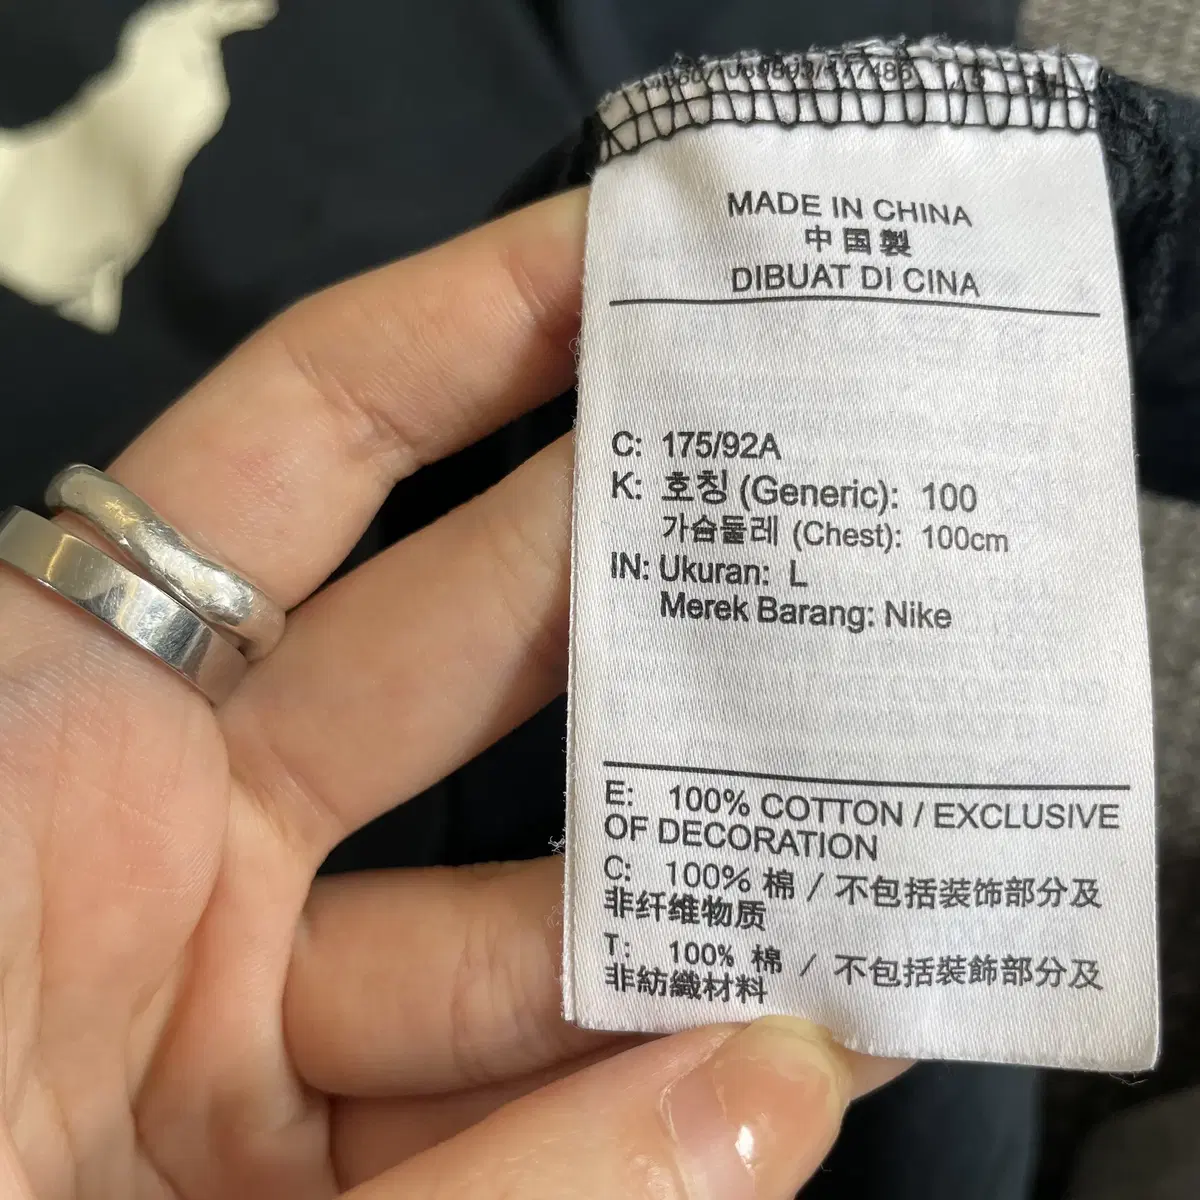 MADE IN CHINA
中国製
DIBUAT DI CINA
C: 175/92A
K: 호칭 (Generic): 100
가슴둘레 (Chest): 100cm
IN: Ukuran: L
Merek Barang: Nike
E: 100% COTTON / EXCLUSIVE
OF DECORATION
C: 100% 棉 / 不包括装饰部分及
非纤维物质
T: 100% 棉 / 不包括裝飾部分及
非紡織材料